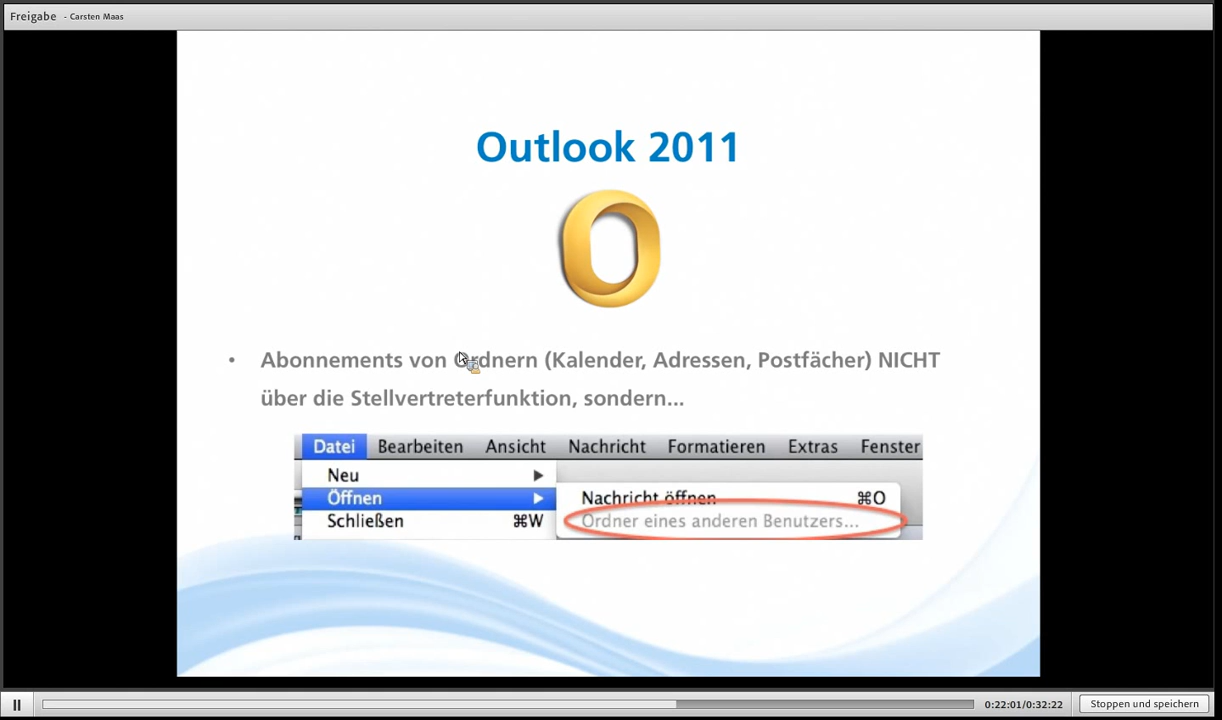 Freigabe - Carsten Maas
Outlook 2011
• Abonnements von Ordnern (Kalender, Adressen, Postfächer) NICHT
über die Stellvertreterfunktion, sondern...
Datei Bearbeiten Ansicht Nachricht Formatieren Extras Fenster
Neu
Öffnen Nachricht öffnen ⌘O
Schließen ⌘W Ordner eines anderen Benutzers...
0:22:01/0:32:22 Stoppen und speichern